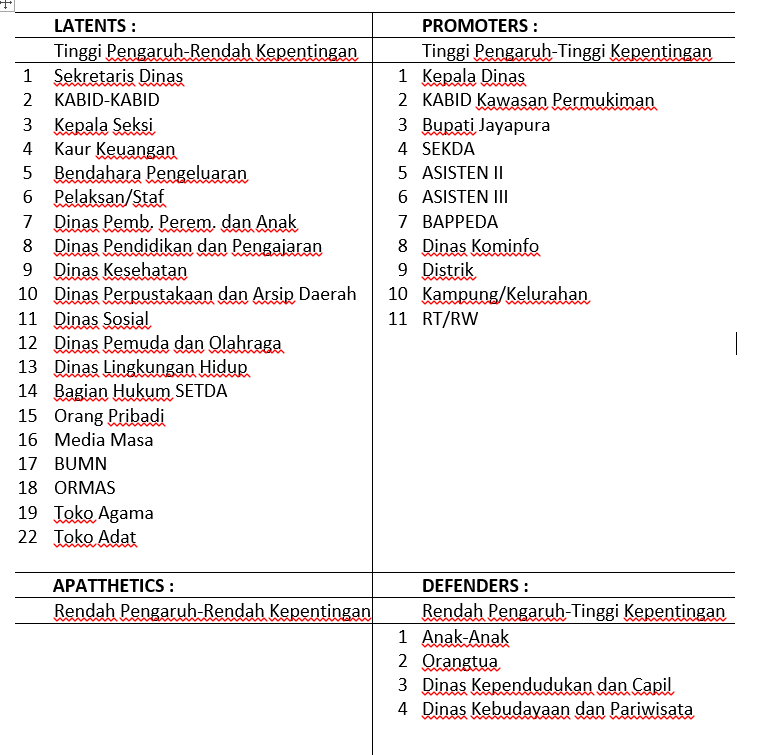 LATENTS :
Tinggi Pengaruh-Rendah Kepentingan
1 Sekretaris Dinas
2 KABID-KABID
3 Kepala Seksi
4 Kaur Keuangan
5 Bendahara Pengeluaran
6 Pelaksan/Staf
7 Dinas Pemb. Perem. dan Anak
8 Dinas Pendidikan dan Pengajaran
9 Dinas Kesehatan
10 Dinas Perpustakaan dan Arsip Daerah
11 Dinas Sosial
12 Dinas Pemuda dan Olahraga
13 Dinas Lingkungan Hidup
14 Bagian Hukum SETDA
15 Orang Pribadi
16 Media Masa
17 BUMN
18 ORMAS
19 Toko Agama
22 Toko Adat
PROMOTERS :
Tinggi Pengaruh-Tinggi Kepentingan
1 Kepala Dinas
2 KABID Kawasan Permukiman
3 Bupati Jayapura
4 SEKDA
5 ASISTEN II
6 ASISTEN III
7 BAPPEDA
8 Dinas Kominfo
9 Distrik
10 Kampung/Kelurahan
11 RT/RW
APATTHETICS :
Rendah Pengaruh-Rendah Kepentingan
DEFENDERS :
Rendah Pengaruh-Tinggi Kepentingan
1 Anak-Anak
2 Orangtua
3 Dinas Kependudukan dan Capil
4 Dinas Kebudayaan dan Pariwisata